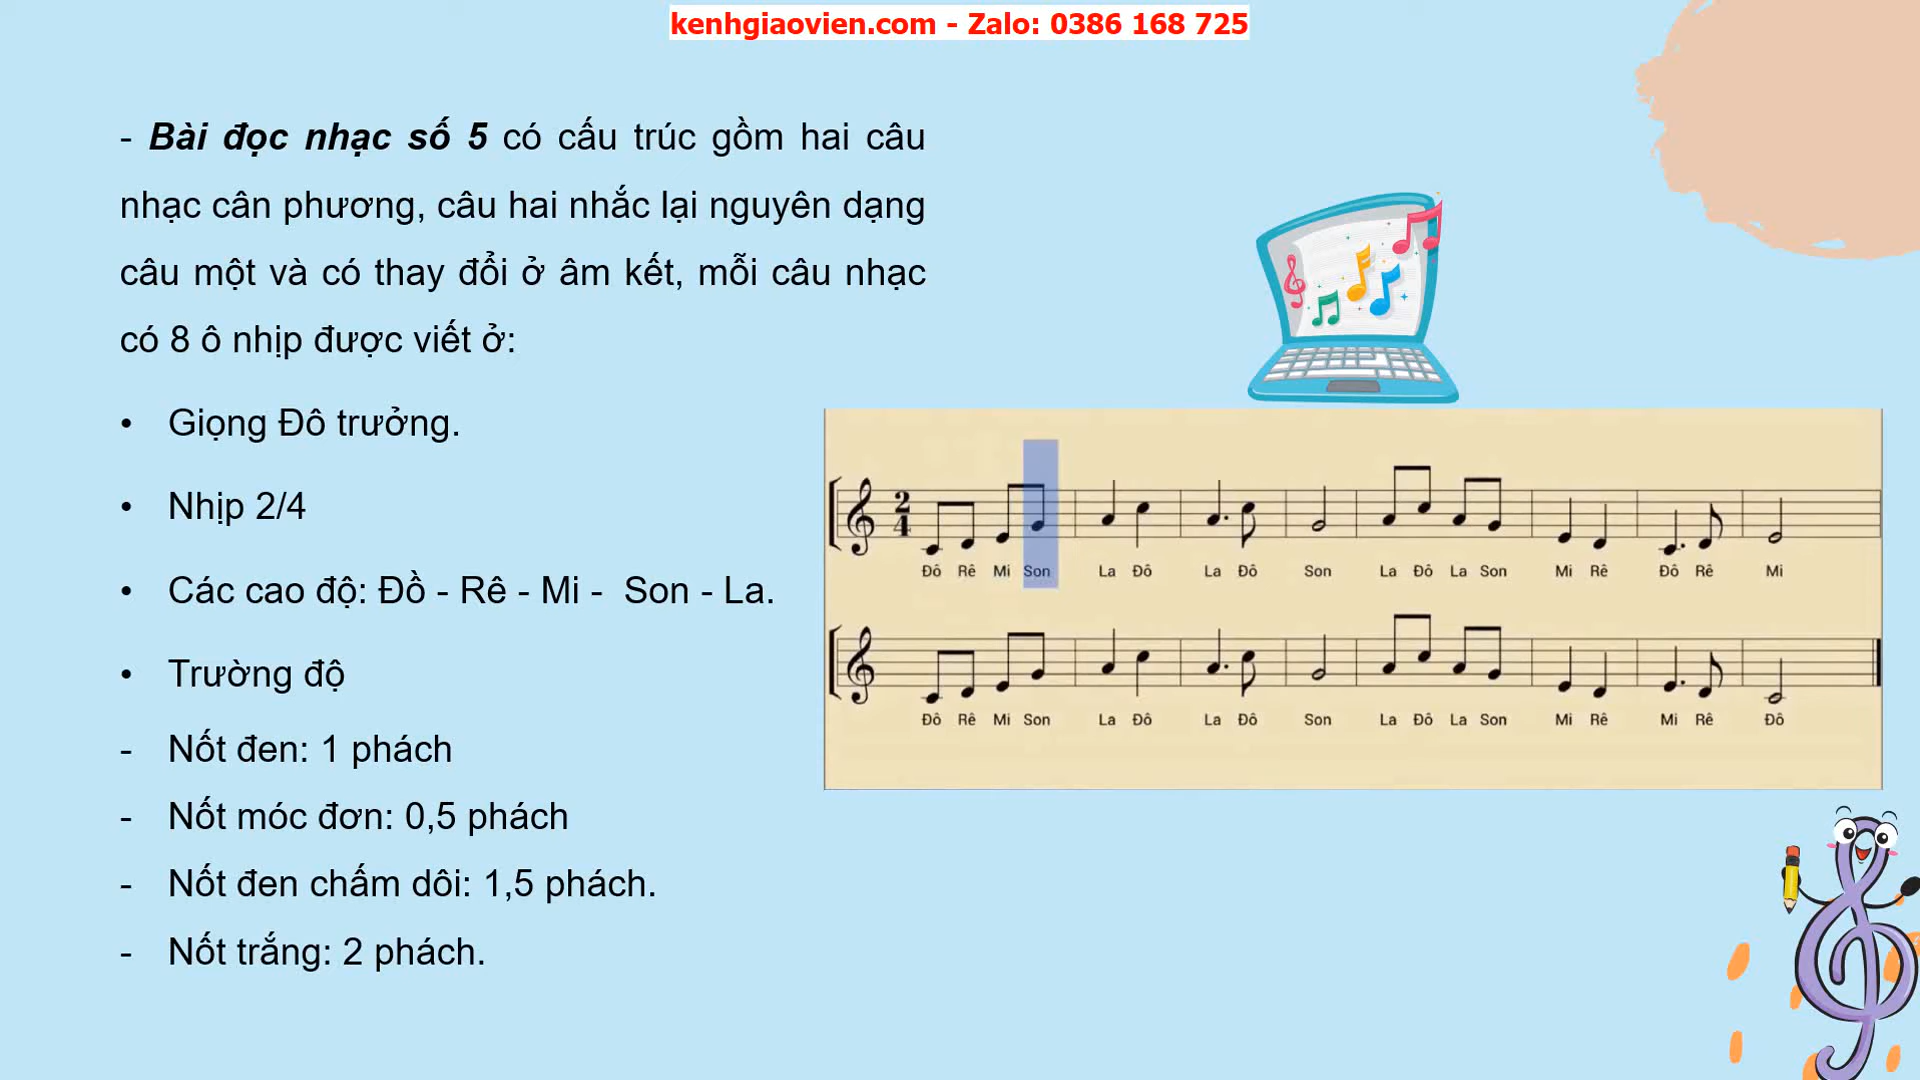 kenhgiaovien.com - Zalo: 0386 168 725
- Bài đọc nhạc số 5 có cấu trúc gồm hai câu
nhạc cân phương, câu hai nhắc lại nguyên dạng
câu một và có thay đổi ở âm kết, mỗi câu nhạc
có 8 ô nhịp được viết ở:
• Giọng Đô trưởng.
• Nhịp 2/4
• Các cao độ: Đồ - Rê - Mi - Son - La.
• Trường độ
- Nốt đen: 1 phách
- Nốt móc đơn: 0,5 phách
- Nốt đen chấm dôi: 1,5 phách.
- Nốt trắng: 2 phách.
2
4
Đô Rê Mi Son La Đô La Đô Son La Đô La Son Mi Rê Đô Rê Mi
Đô Rê Mi Son La Đô La Đô Son La Đô La Son Mi Rê Mi Rê Đô